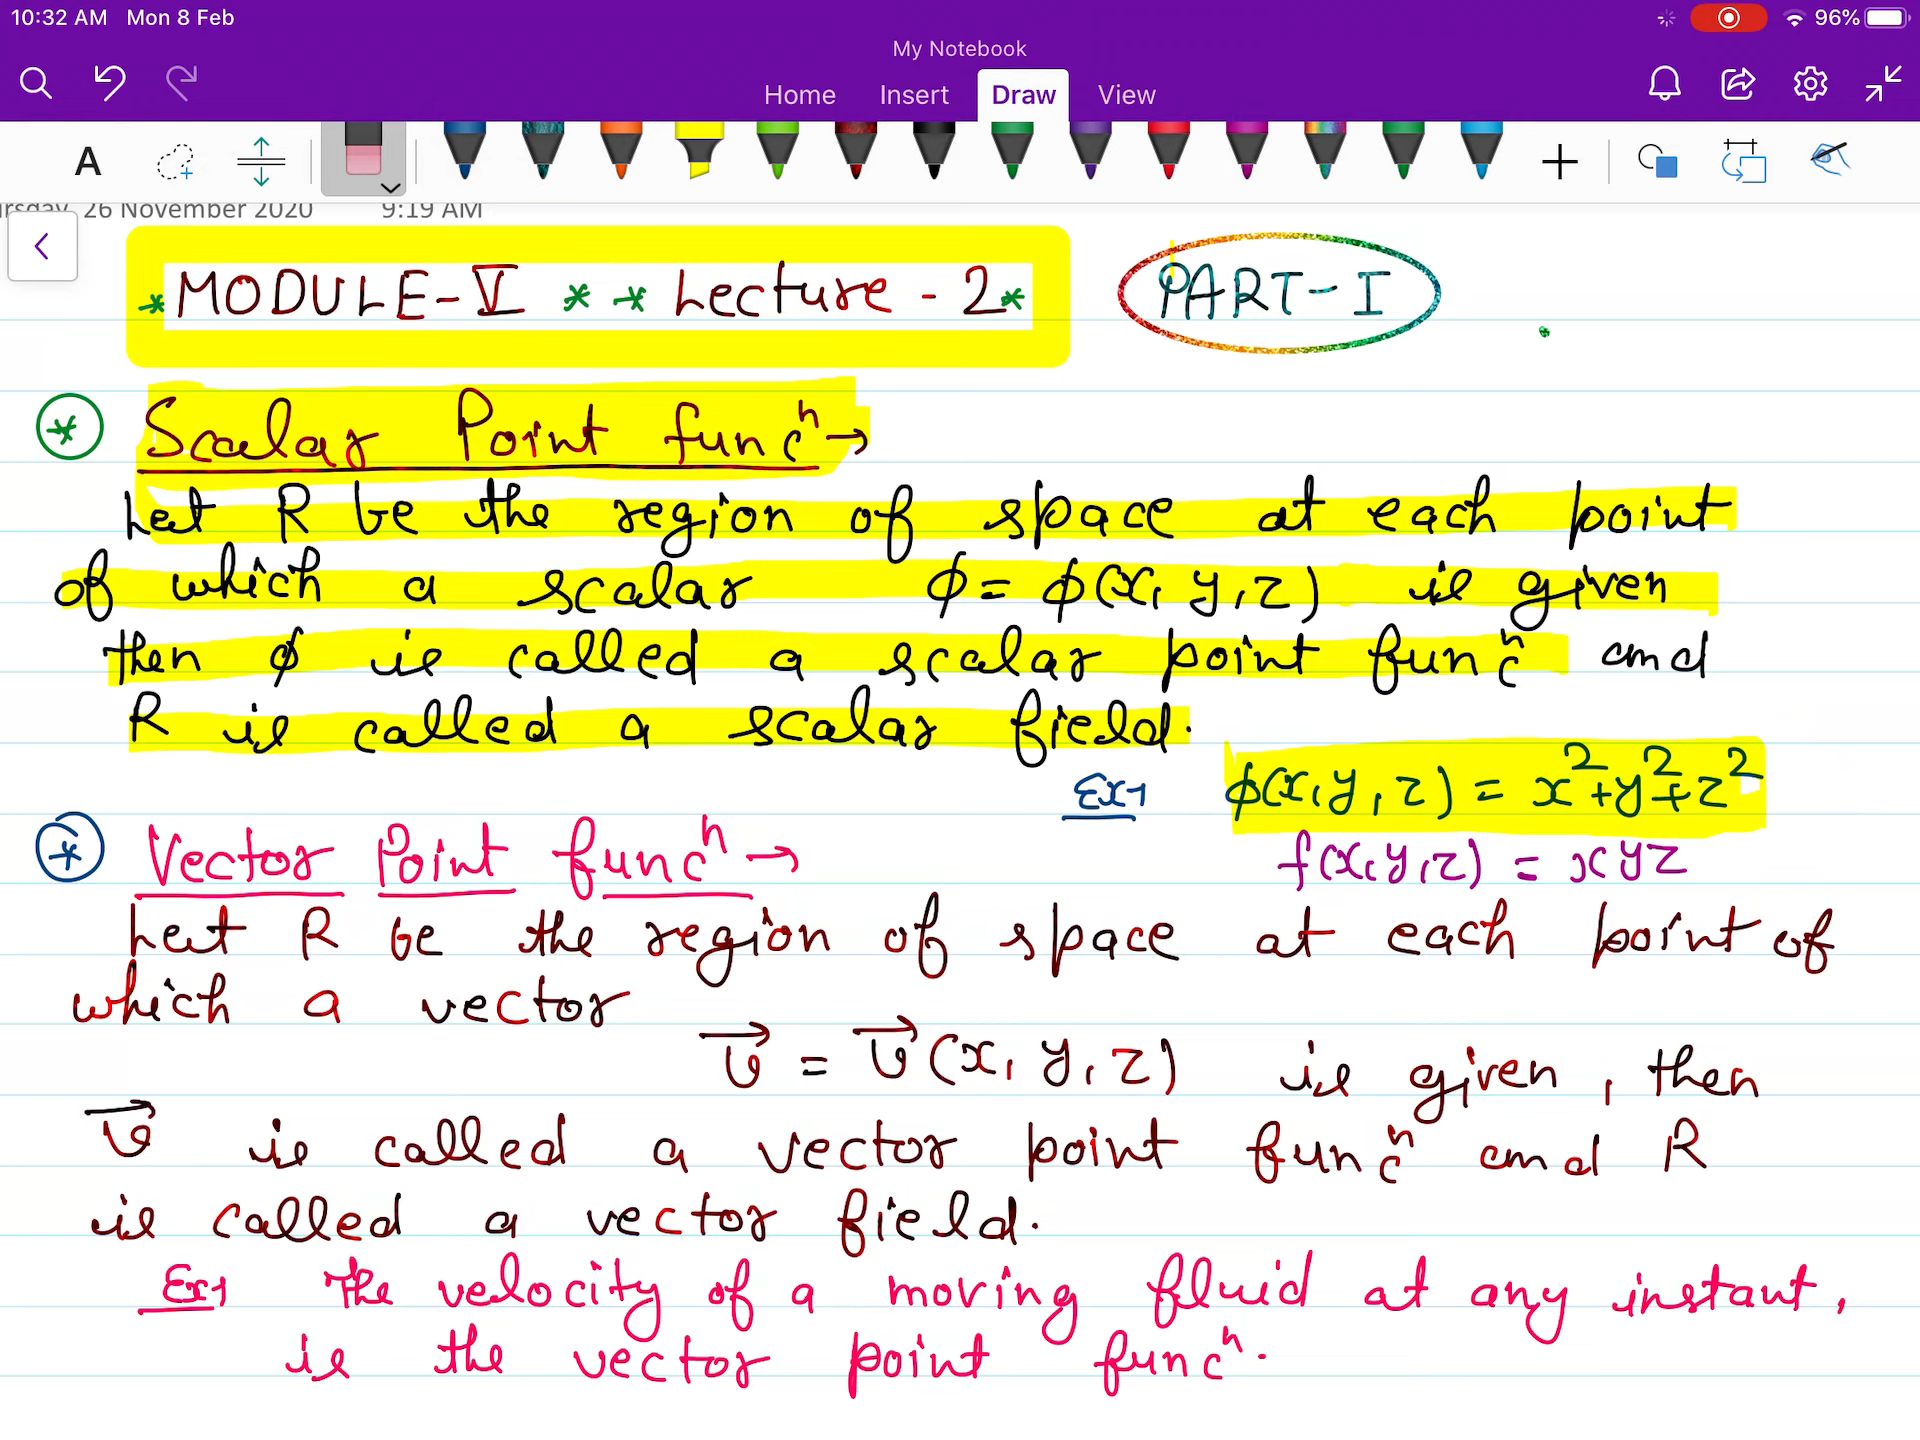 10:32 AM Mon 8 Feb
96%
My Notebook
Home Insert Draw View
A
26 November 2020 9:19 AM
* MODULE-V * * Lecture - 2 *
PART-I
* Scalar Point funcⁿ →
Let R be the region of space at each point
of which a scalar ϕ = ϕ(x, y, z) is given
then ϕ is called a scalar point funcⁿ and
R is called a scalar field.
Ex1 ϕ(x, y, z) = x²+y²+z²
f(x, y, z) = xyz
* Vector Point funcⁿ →
Let R be the region of space at each point of
which a vector
v⃗ = v⃗(x, y, z) is given, then
v⃗ is called a vector point funcⁿ and R
is called a vector field.
Ex1 The velocity of a moving fluid at any instant,
is the vector point funcⁿ.